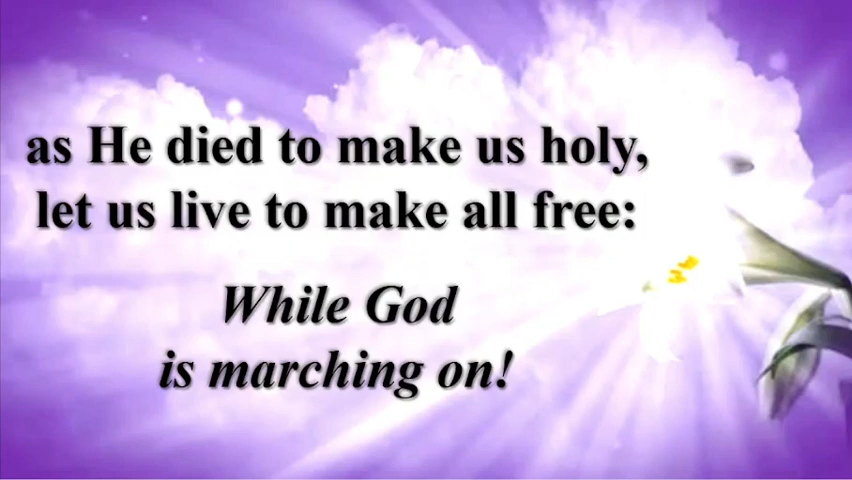 as He died to make us holy,
let us live to make all free:
While God
is marching on!